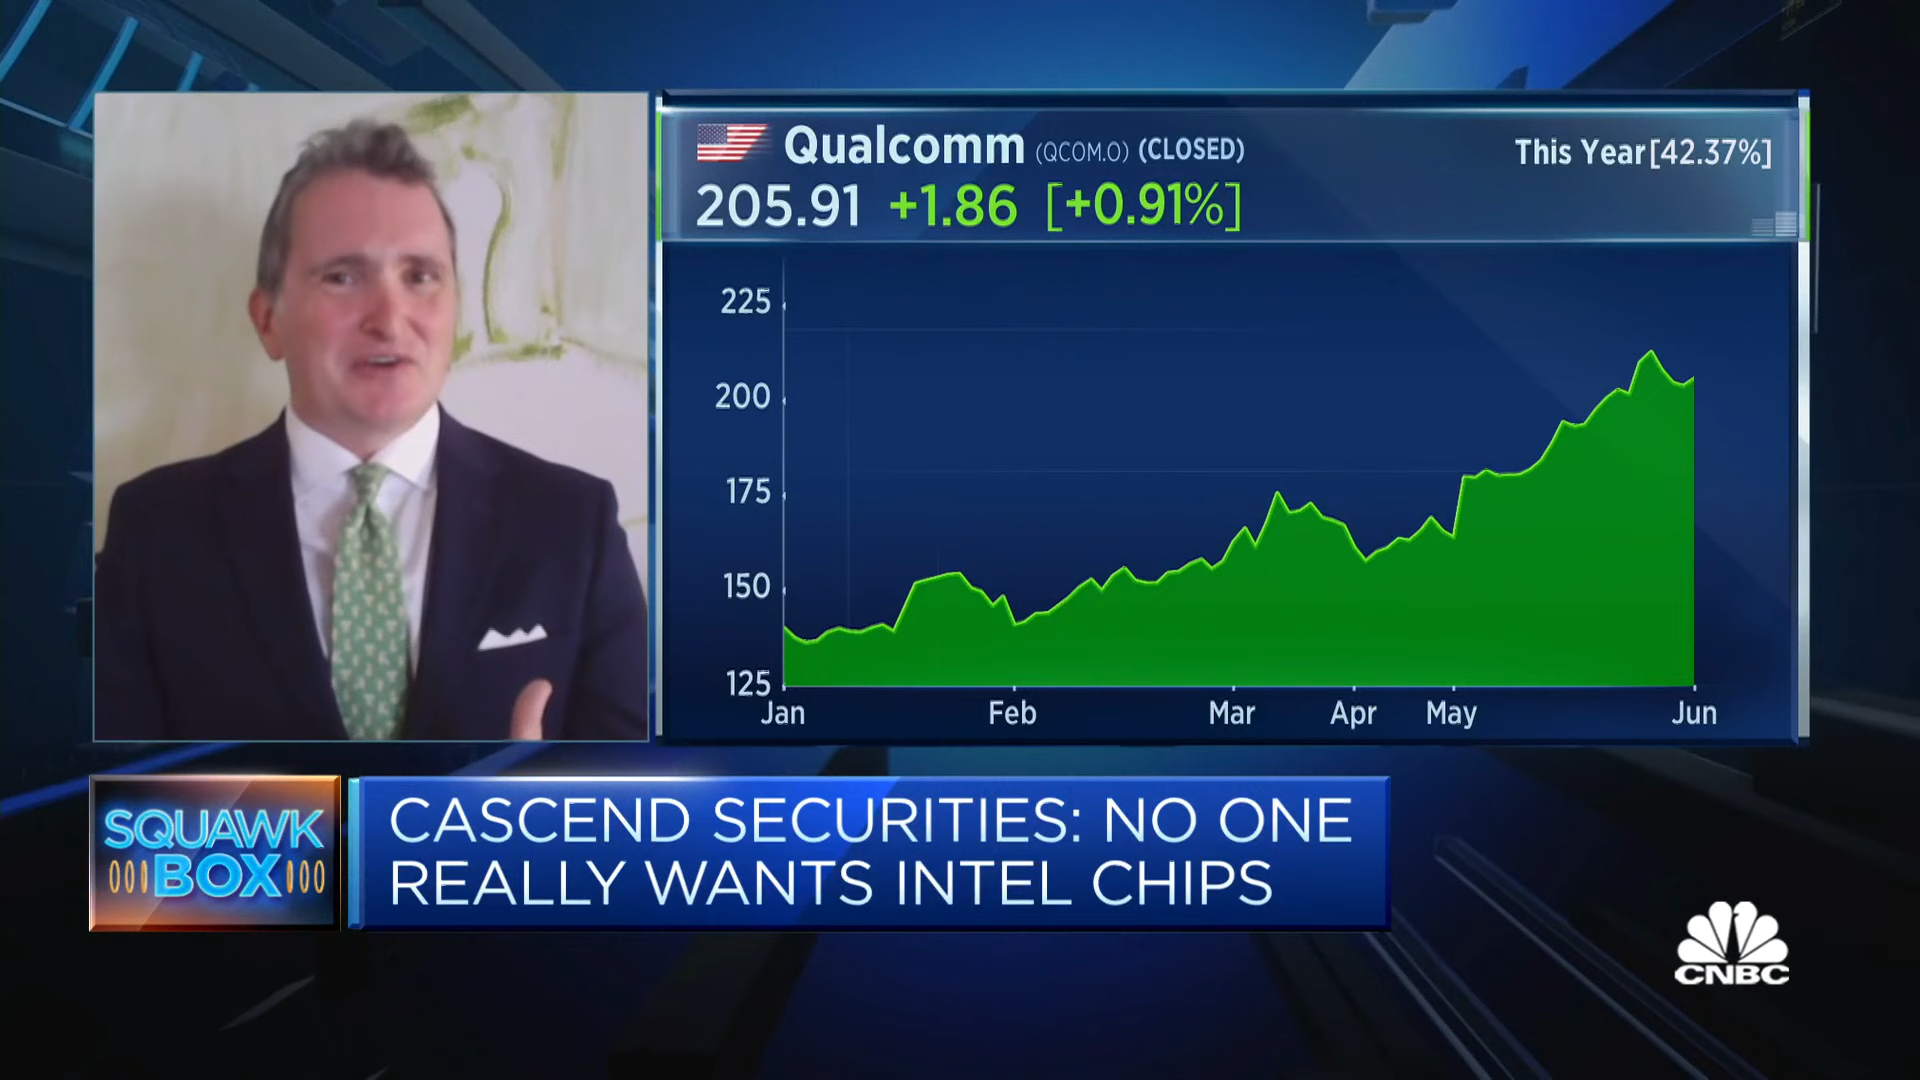 Qualcomm (QCOM.O) (CLOSED)
This Year[42.37%]
205.91 +1.86 [+0.91%]
225
200
175
150
125
Jan Feb Mar Apr May Jun
SQUAWK
BOX
CASCEND SECURITIES: NO ONE
REALLY WANTS INTEL CHIPS
CNBC